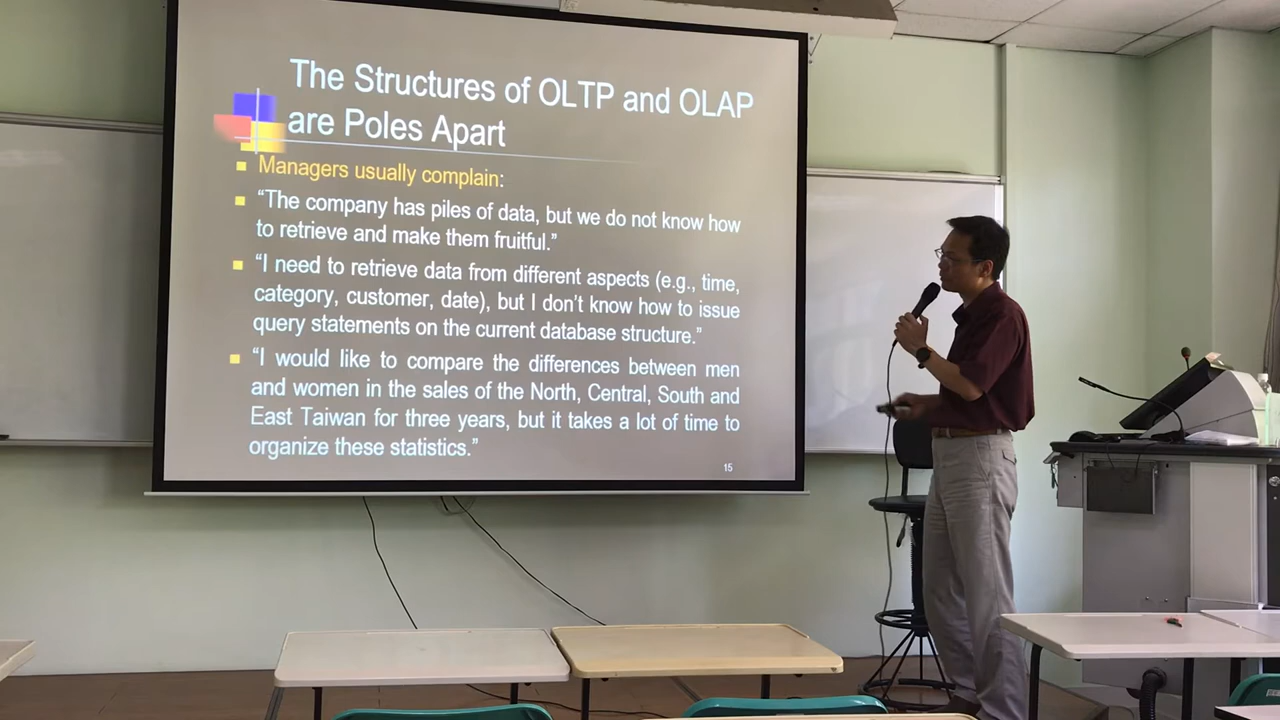 The Structures of OLTP and OLAP
are Poles Apart
Managers usually complain:
“The company has piles of data, but we do not know how
to retrieve and make them fruitful.”
“I need to retrieve data from different aspects (e.g., time,
category, customer, date), but I don’t know how to issue
query statements on the current database structure.”
“I would like to compare the differences between men
and women in the sales of the North, Central, South and
East Taiwan for three years, but it takes a lot of time to
organize these statistics.”
15